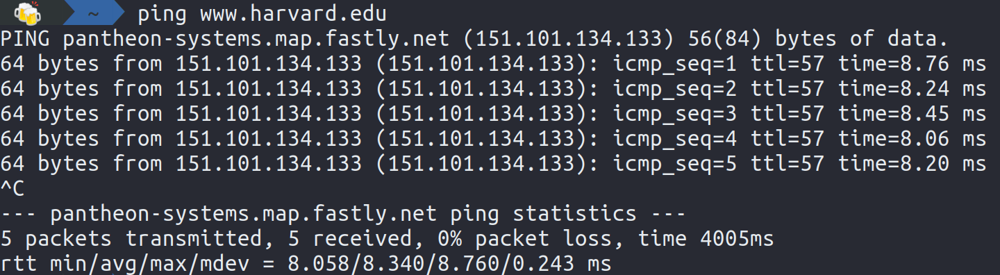 ~ ping www.harvard.edu
PING pantheon-systems.map.fastly.net (151.101.134.133) 56(84) bytes of data.
64 bytes from 151.101.134.133 (151.101.134.133): icmp_seq=1 ttl=57 time=8.76 ms
64 bytes from 151.101.134.133 (151.101.134.133): icmp_seq=2 ttl=57 time=8.24 ms
64 bytes from 151.101.134.133 (151.101.134.133): icmp_seq=3 ttl=57 time=8.45 ms
64 bytes from 151.101.134.133 (151.101.134.133): icmp_seq=4 ttl=57 time=8.06 ms
64 bytes from 151.101.134.133 (151.101.134.133): icmp_seq=5 ttl=57 time=8.20 ms
^C
--- pantheon-systems.map.fastly.net ping statistics ---
5 packets transmitted, 5 received, 0% packet loss, time 4005ms
rtt min/avg/max/mdev = 8.058/8.340/8.760/0.243 ms